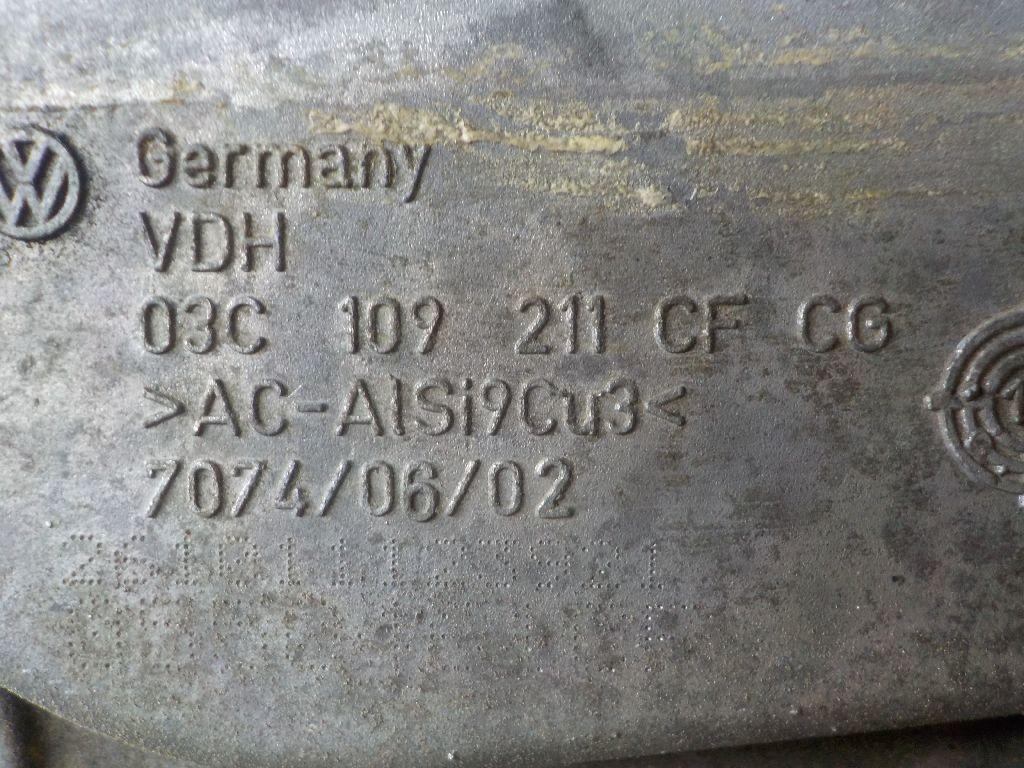 Germany
VDH
03C 109 211 CF CG
>AC-AlSi9Cu3<
7074/06/02